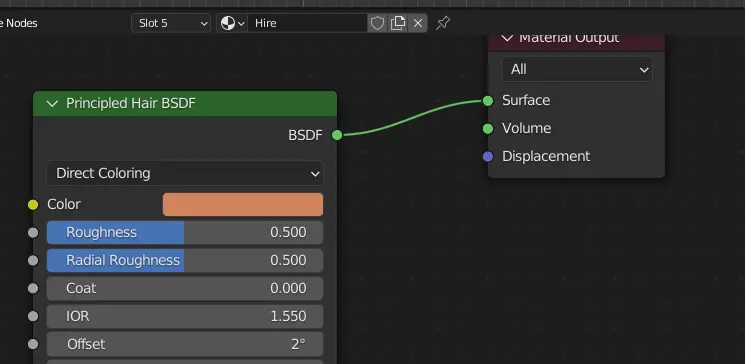 e Nodes
Slot 5
Hire
Material Output
All
Surface
Volume
Displacement
Principled Hair BSDF
BSDF
Direct Coloring
Color
Roughness 0.500
Radial Roughness 0.500
Coat 0.000
IOR 1.550
Offset 2°